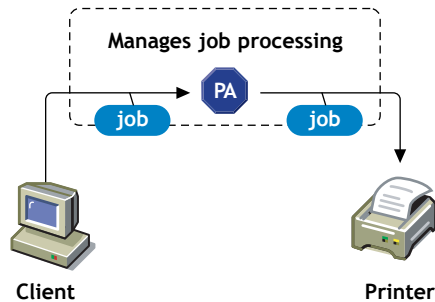 Manages job processing
PA
job
job
Client
Printer